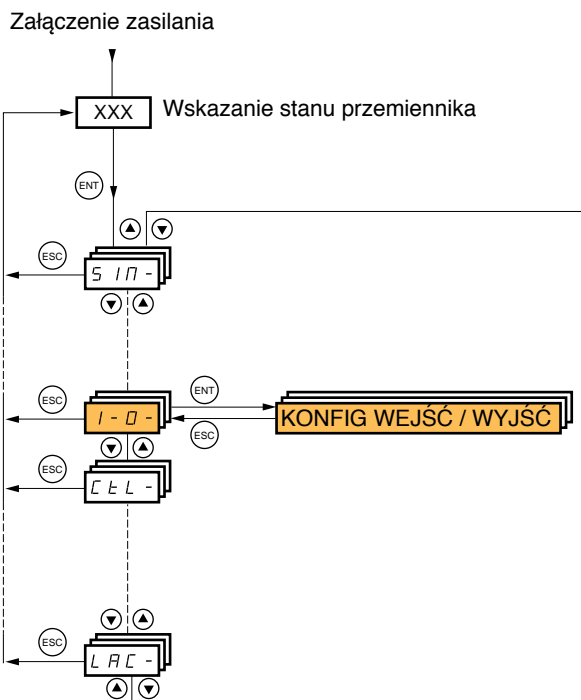 Załączenie zasilania
XXX Wskazanie stanu przemiennika
ENT
ESC
SIM-
ESC
I-O-
ENT
KONFIG WEJŚĆ / WYJŚĆ
ESC
ESC
CtL-
ESC
LAC-